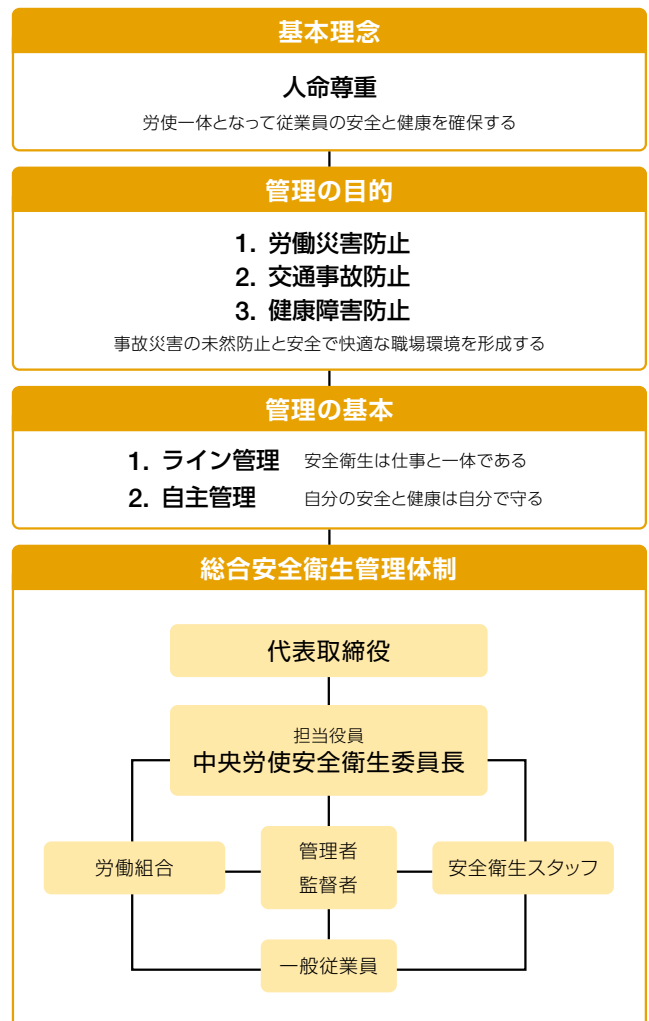 基本理念
人命尊重
労使一体となって従業員の安全と健康を確保する
管理の目的
1. 労働災害防止
2. 交通事故防止
3. 健康障害防止
事故災害の未然防止と安全で快適な職場環境を形成する
管理の基本
1. ライン管理 安全衛生は仕事と一体である
2. 自主管理 自分の安全と健康は自分で守る
総合安全衛生管理体制
代表取締役
担当役員
中央労使安全衛生委員長
労働組合
管理者
監督者
安全衛生スタッフ
一般従業員